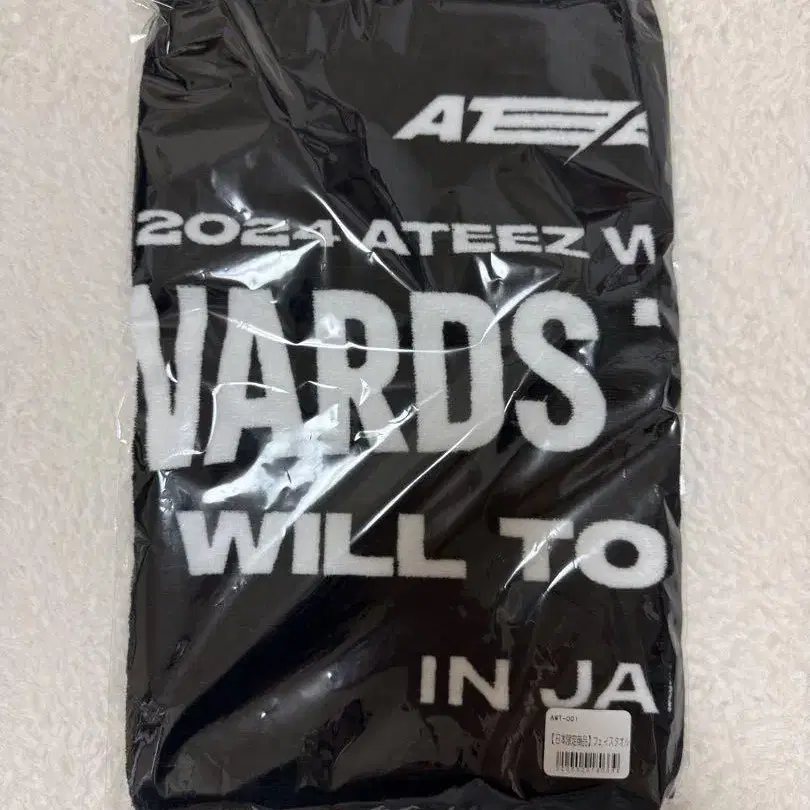 ATEEZ
2024 ATEEZ W
WARDS T
WILL TO
IN JA
AWT-001
【日本限定商品】フェイスタオル